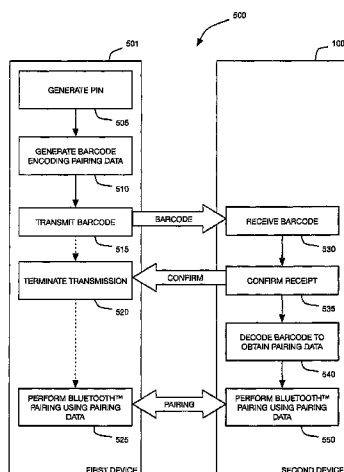 500
501
100
GENERATE PIN
505
GENERATE BARCODE
ENCODING PAIRING DATA
510
TRANSMIT BARCODE
515
BARCODE
RECEIVE BARCODE
530
TERMINATE TRANSMISSION
520
CONFIRM
CONFIRM RECEIPT
535
DECODE BARCODE TO
OBTAIN PAIRING DATA
540
PERFORM BLUETOOTH™
PAIRING USING PAIRING
DATA
525
PAIRING
PERFORM BLUETOOTH™
PAIRING USING PAIRING
DATA
550
FIRST DEVICE
SECOND DEVICE